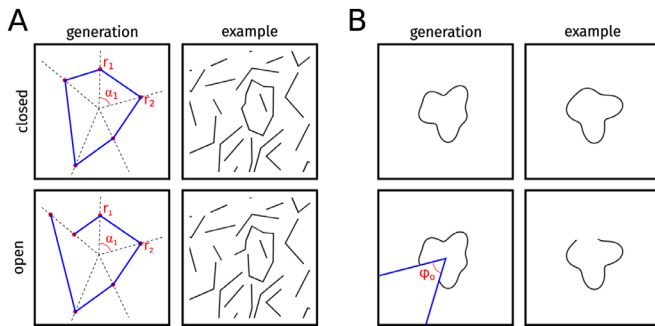 A
generation
example
closed
r1
α1
r2
open
r1
α1
r2
B
generation
example
φo